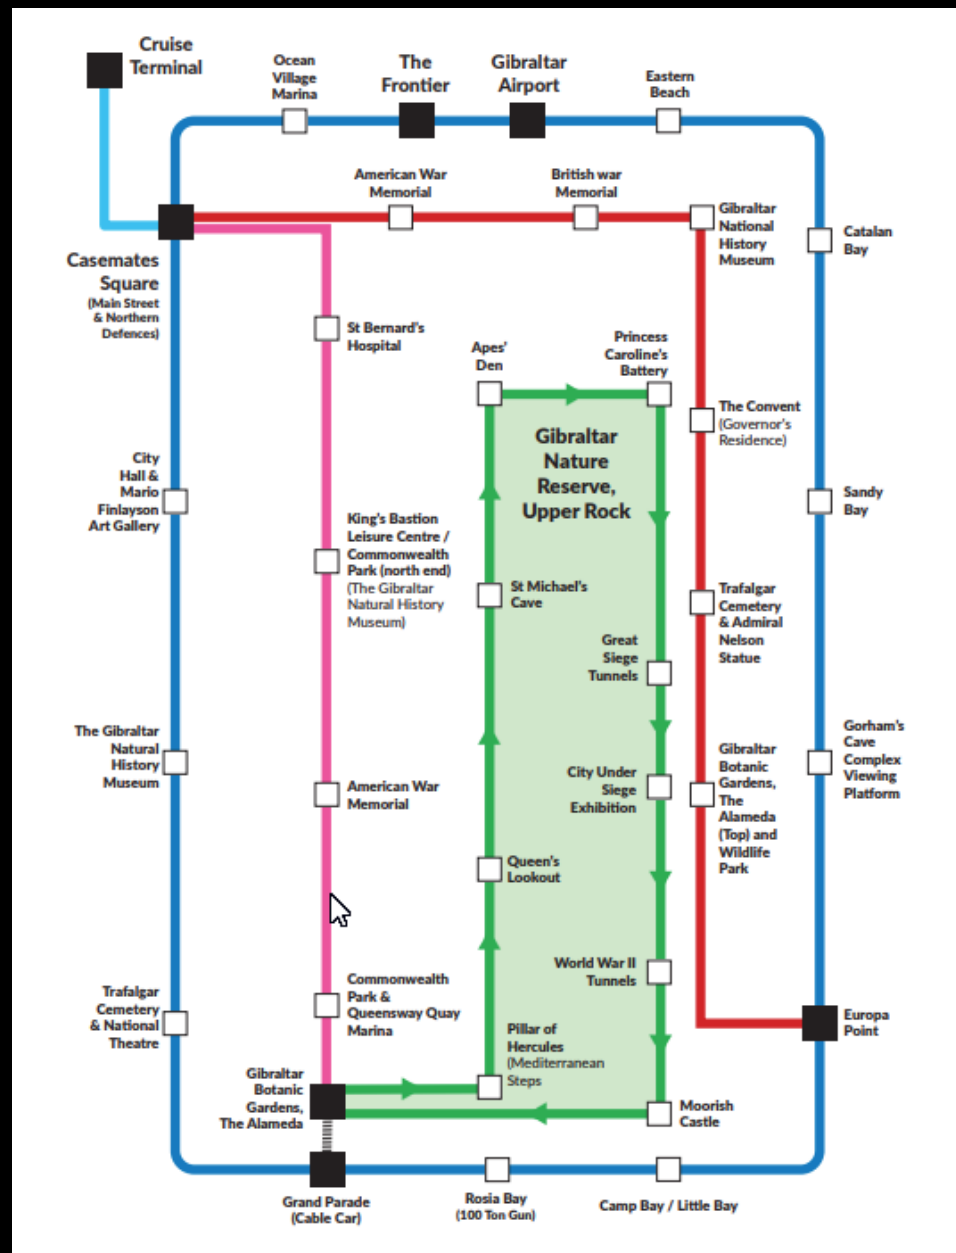 Cruise
Terminal
Ocean
Village
Marina
The
Frontier
Gibraltar
Airport
Eastern
Beach
American War
Memorial
British war
Memorial
Gibraltar
National
History
Museum
Catalan
Bay
Casemates
Square
(Main Street
& Northern
Defences)
St Bernard's
Hospital
Apes'
Den
Princess
Caroline's
Battery
The Convent
(Governor's
Residence)
Gibraltar
Nature
Reserve,
Upper Rock
City
Hall &
Mario
Finlayson
Art Gallery
King's Bastion
Leisure Centre /
Commonwealth
Park (north end)
(The Gibraltar
Natural History
Museum)
Sandy
Bay
St Michael's
Cave
Trafalgar
Cemetery
& Admiral
Nelson
Statue
Great
Siege
Tunnels
The Gibraltar
Natural
History
Museum
American War
Memorial
City Under
Siege
Exhibition
Gibraltar
Botanic
Gardens,
The
Alameda
(Top) and
Wildlife
Park
Gorham's
Cave
Complex
Viewing
Platform
Queen's
Lookout
World War II
Tunnels
Trafalgar
Cemetery
& National
Theatre
Commonwealth
Park &
Queensway Quay
Marina
Pillar of
Hercules
(Mediterranean
Steps
Europa
Point
Gibraltar
Botanic
Gardens,
The Alameda
Moorish
Castle
Grand Parade
(Cable Car)
Rosia Bay
(100 Ton Gun)
Camp Bay / Little Bay